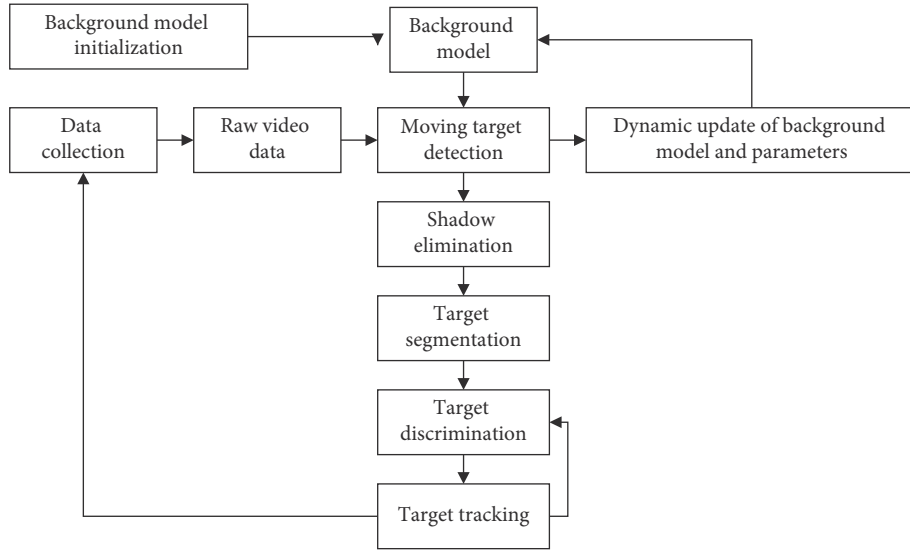 Background model
initialization
Background
model
Data
collection
Raw video
data
Moving target
detection
Dynamic update of background
model and parameters
Shadow
elimination
Target
segmentation
Target
discrimination
Target tracking